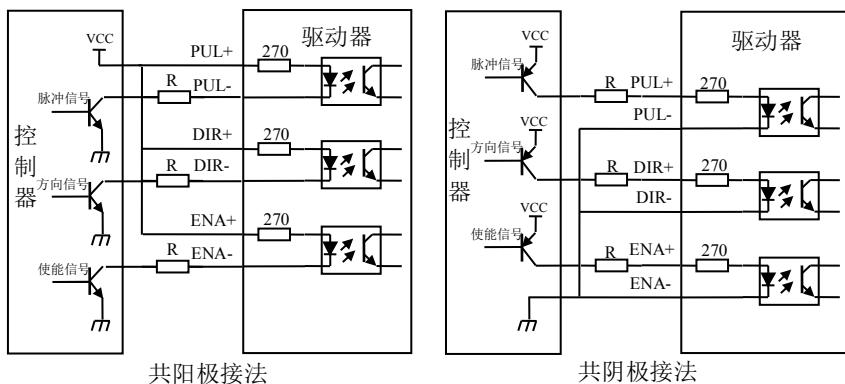 VCC
PUL+
270
驱动器
脉冲信号
R
PUL-
控制器
DIR+
270
方向信号
R
DIR-
ENA+
270
使能信号
R
ENA-
共阳极接法
VCC
驱动器
脉冲信号
R
PUL+
270
PUL-
控制器
VCC
方向信号
R
DIR+
270
DIR-
VCC
使能信号
R
ENA+
270
ENA-
共阴极接法